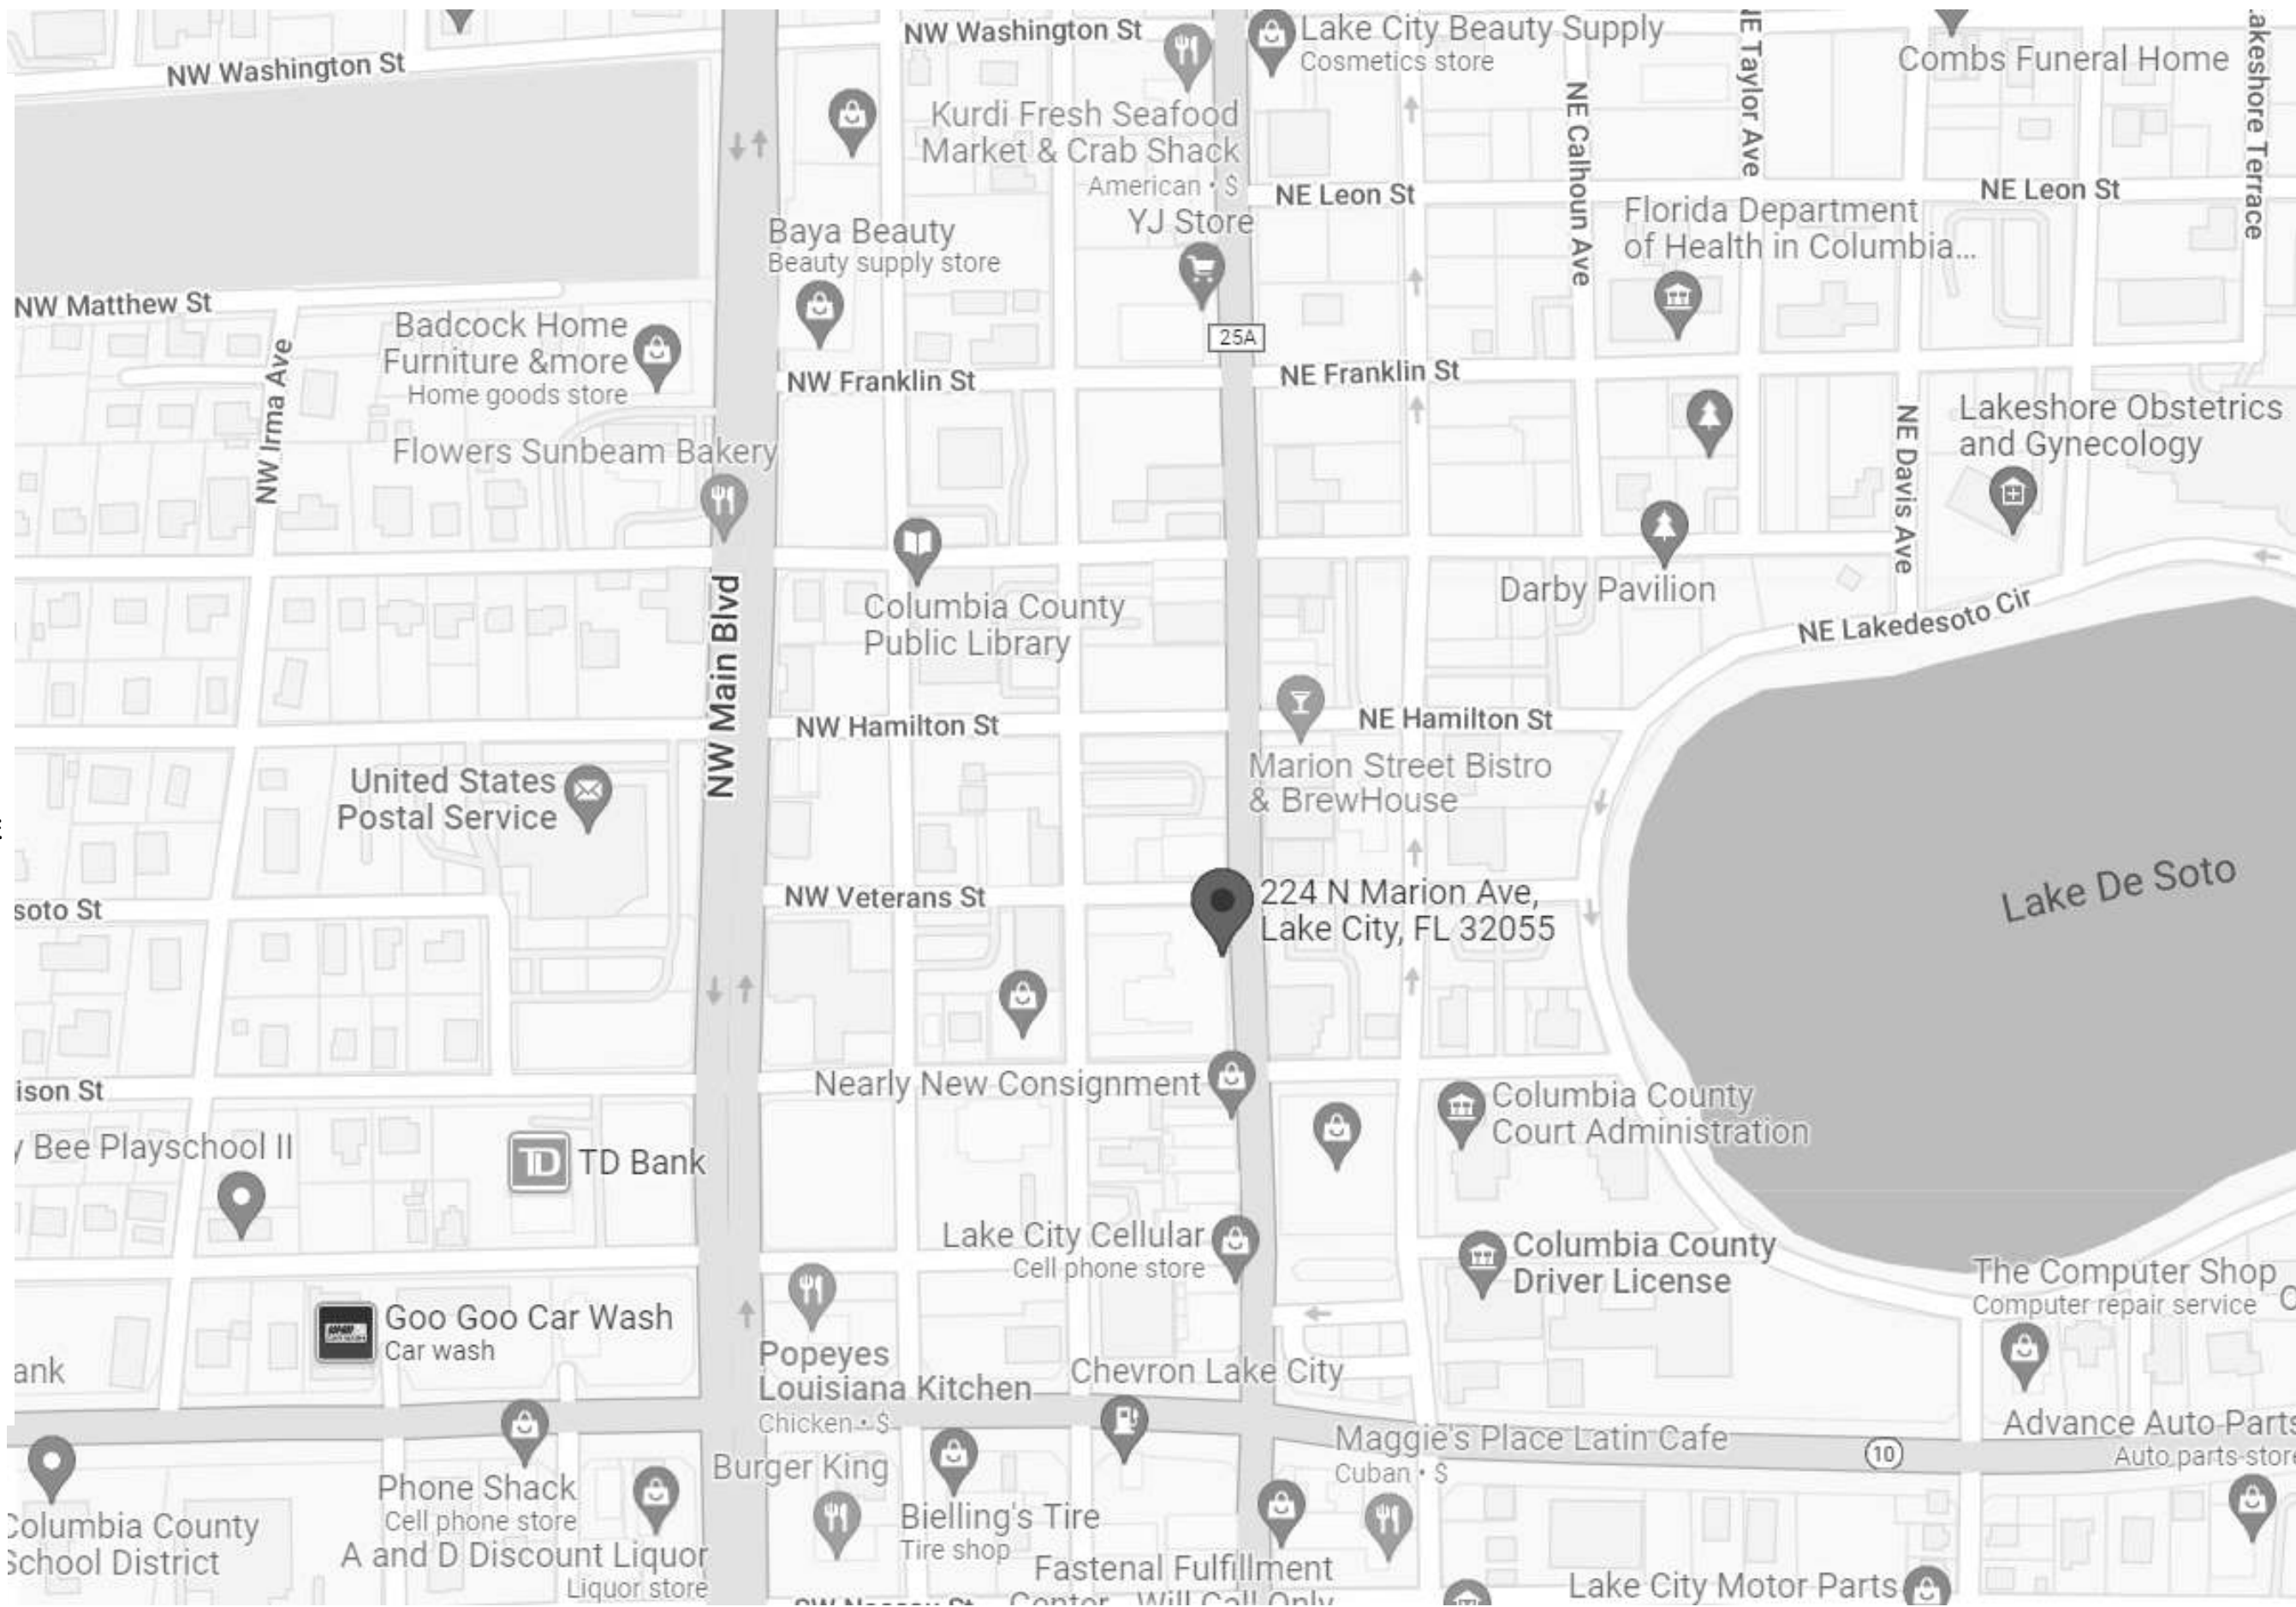 NW Washington St
Lake City Beauty Supply
Cosmetics store
NW Washington St
Combs Funeral Home
Kurdi Fresh Seafood
Market & Crab Shack
American • $
NE Calhoun Ave
NE Taylor Ave
Lakeshore Terrace
NE Leon St
NE Leon St
YJ Store
Florida Department
of Health in Columbia...
Baya Beauty
Beauty supply store
NW Matthew St
Badcock Home
Furniture &more
Home goods store
25A
NW Irma Ave
NW Franklin St
NE Franklin St
Lakeshore Obstetrics
and Gynecology
NE Davis Ave
Flowers Sunbeam Bakery
Darby Pavilion
Columbia County
Public Library
NE Lakedesoto Cir
NW Main Blvd
NW Hamilton St
NE Hamilton St
Marion Street Bistro
& BrewHouse
United States
Postal Service
NW Veterans St
224 N Marion Ave,
Lake City, FL 32055
Lake De Soto
soto St
Nearly New Consignment
ison St
Columbia County
Court Administration
y Bee Playschool II
TD
TD Bank
Lake City Cellular
Cell phone store
Columbia County
Driver License
The Computer Shop
Computer repair service
Goo Goo Car Wash
Car wash
ank
Popeyes
Louisiana Kitchen
Chicken • $
Chevron Lake City
Maggie's Place Latin Cafe
Cuban • $
10
Advance Auto Parts
Auto parts store
Burger King
Phone Shack
Cell phone store
Bielling's Tire
Tire shop
Columbia County
School District
A and D Discount Liquor
Liquor store
Fastenal Fulfillment
Center - Will Call Only
Lake City Motor Parts
SW Nassau St